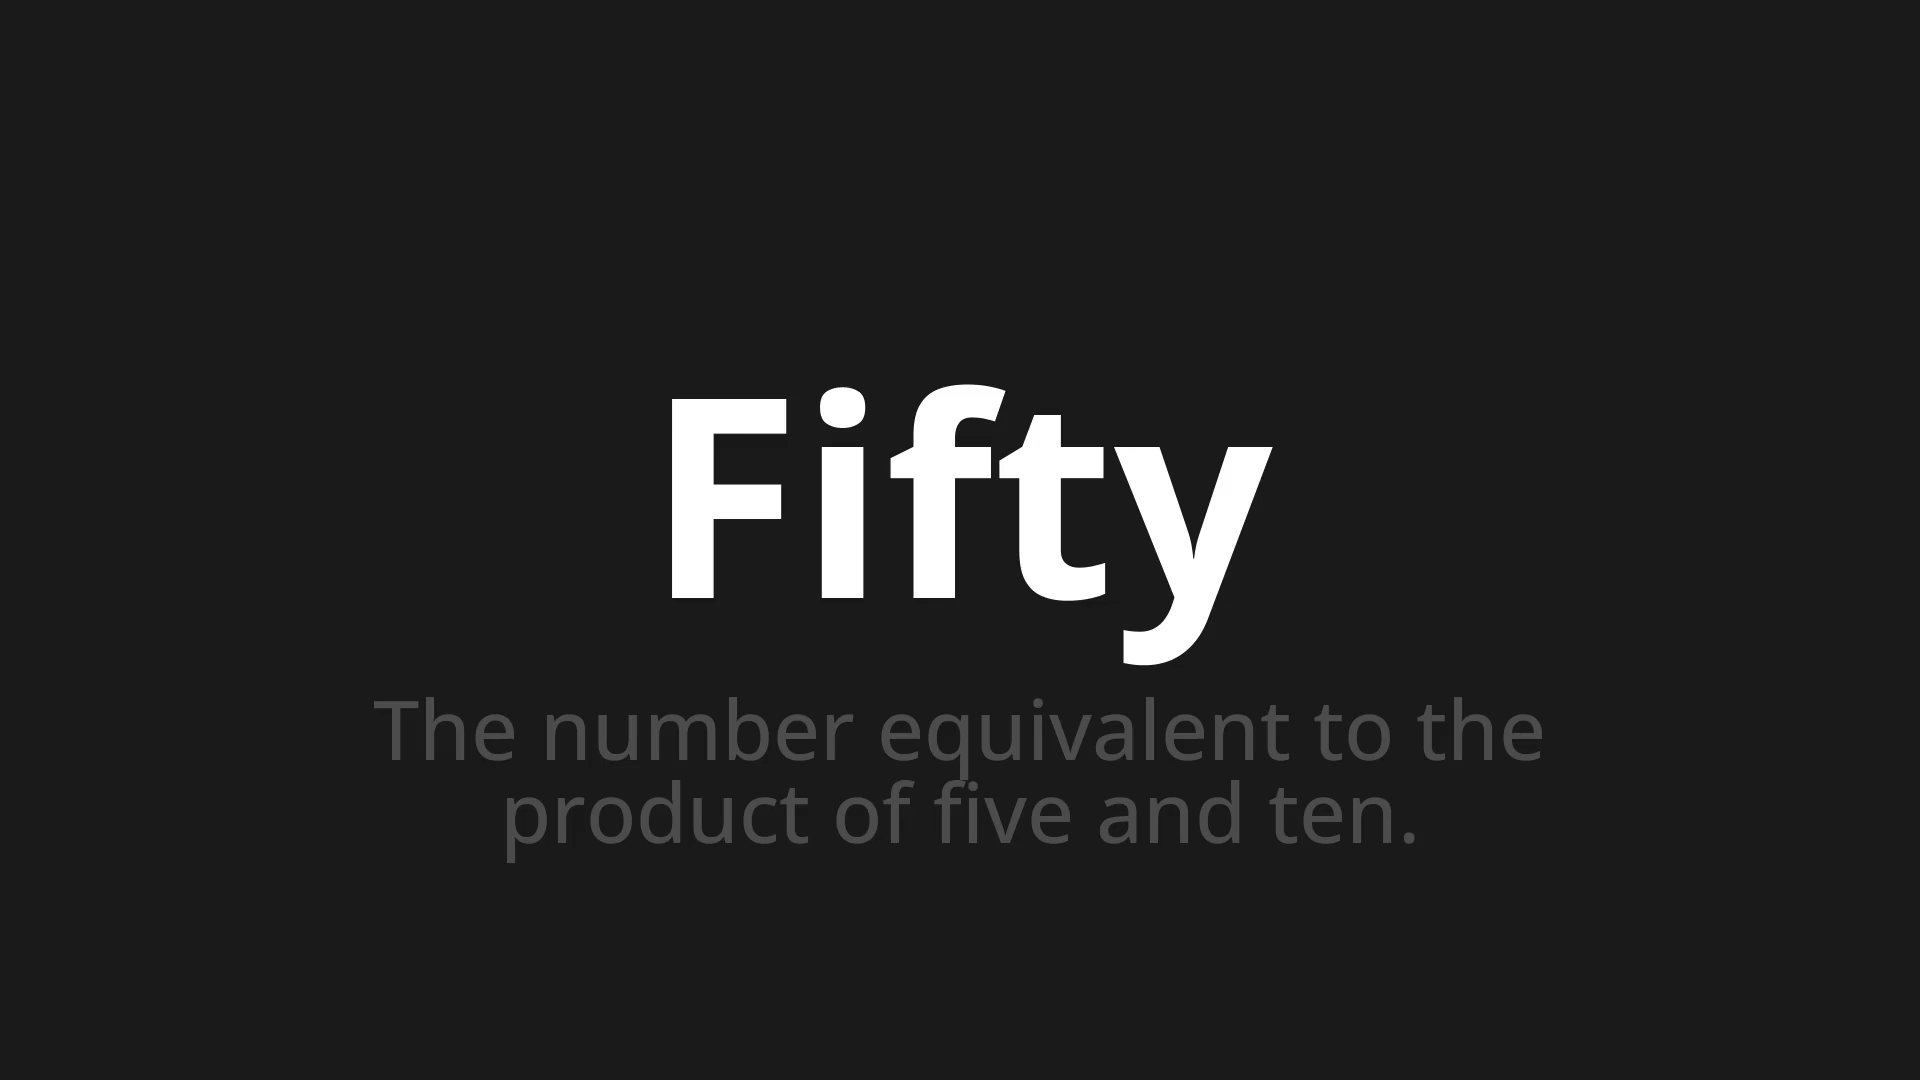 Fifty
The number equivalent to the
product of five and ten.